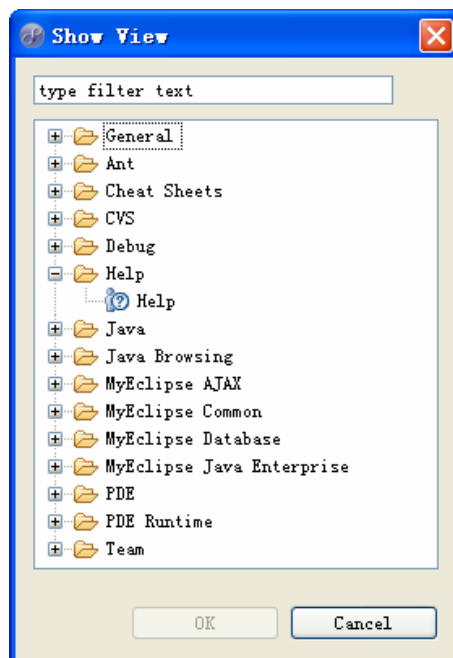 Show View
type filter text
General
Ant
Cheat Sheets
CVS
Debug
Help
Help
Java
Java Browsing
MyEclipse AJAX
MyEclipse Common
MyEclipse Database
MyEclipse Java Enterprise
PDE
PDE Runtime
Team
OK Cancel